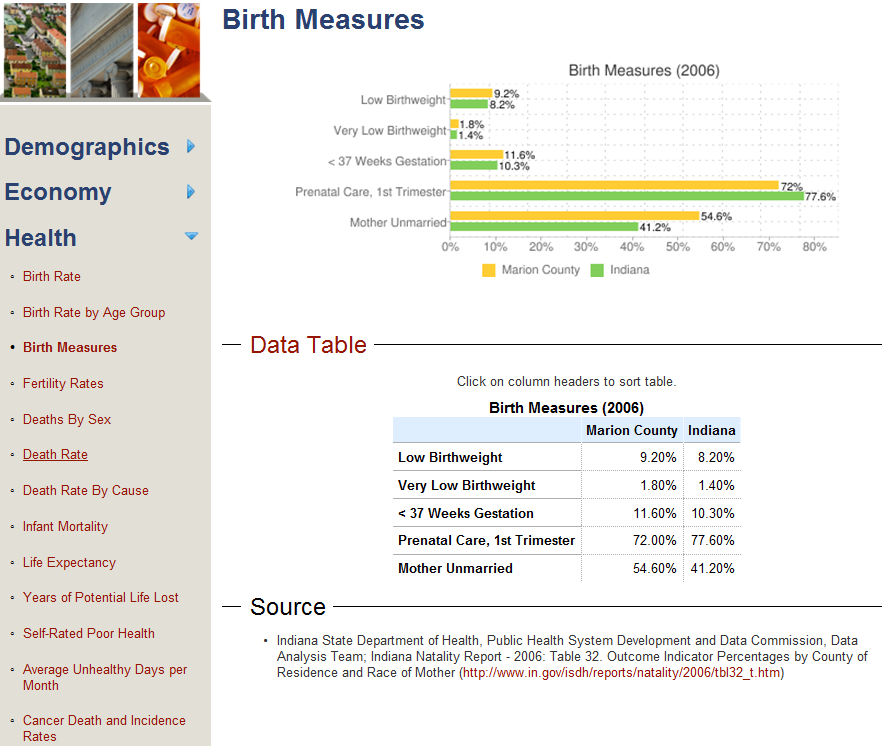 Birth Measures
Demographics
Economy
Health
Birth Rate
Birth Rate by Age Group
Birth Measures
Fertility Rates
Deaths By Sex
Death Rate
Death Rate By Cause
Infant Mortality
Life Expectancy
Years of Potential Life Lost
Self-Rated Poor Health
Average Unhealthy Days per
Month
Cancer Death and Incidence
Rates
Birth Measures (2006)
Low Birthweight 9.2%
8.2%
Very Low Birthweight 1.8%
1.4%
< 37 Weeks Gestation 11.6%
10.3%
Prenatal Care, 1st Trimester 72%
77.6%
Mother Unmarried 54.6%
41.2%
0% 10% 20% 30% 40% 50% 60% 70% 80%
Marion County Indiana
Data Table
Click on column headers to sort table.
Birth Measures (2006)
Marion County Indiana
Low Birthweight 9.20% 8.20%
Very Low Birthweight 1.80% 1.40%
< 37 Weeks Gestation 11.60% 10.30%
Prenatal Care, 1st Trimester 72.00% 77.60%
Mother Unmarried 54.60% 41.20%
Source
• Indiana State Department of Health, Public Health System Development and Data Commission, Data
Analysis Team; Indiana Natality Report - 2006: Table 32. Outcome Indicator Percentages by County of
Residence and Race of Mother (http://www.in.gov/isdh/reports/natality/2006/tbl32_t.htm)